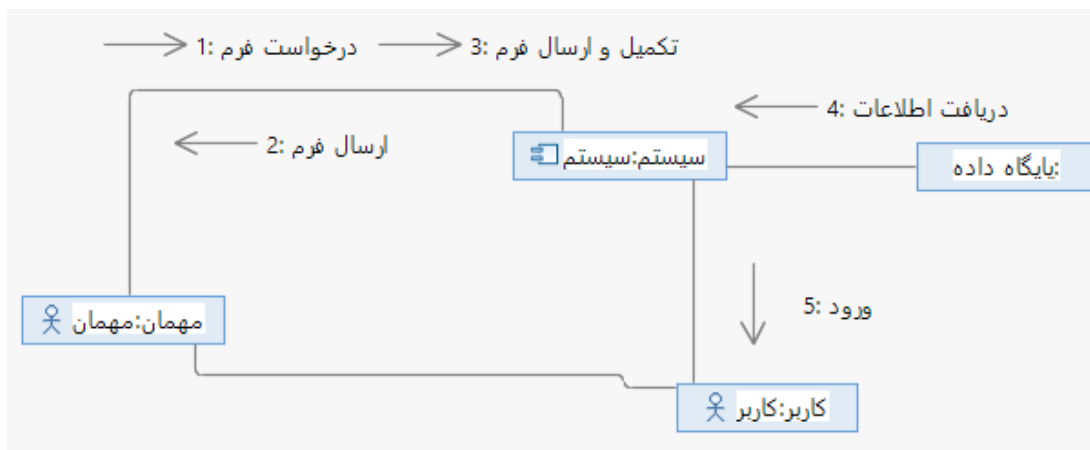 1: درخواست فرم
3: تکمیل و ارسال فرم
4: دریافت اطلاعات
2: ارسال فرم
سیستم:سیستم
:پایگاه داده
مهمان:مهمان
5: ورود
کاربر:کاربر